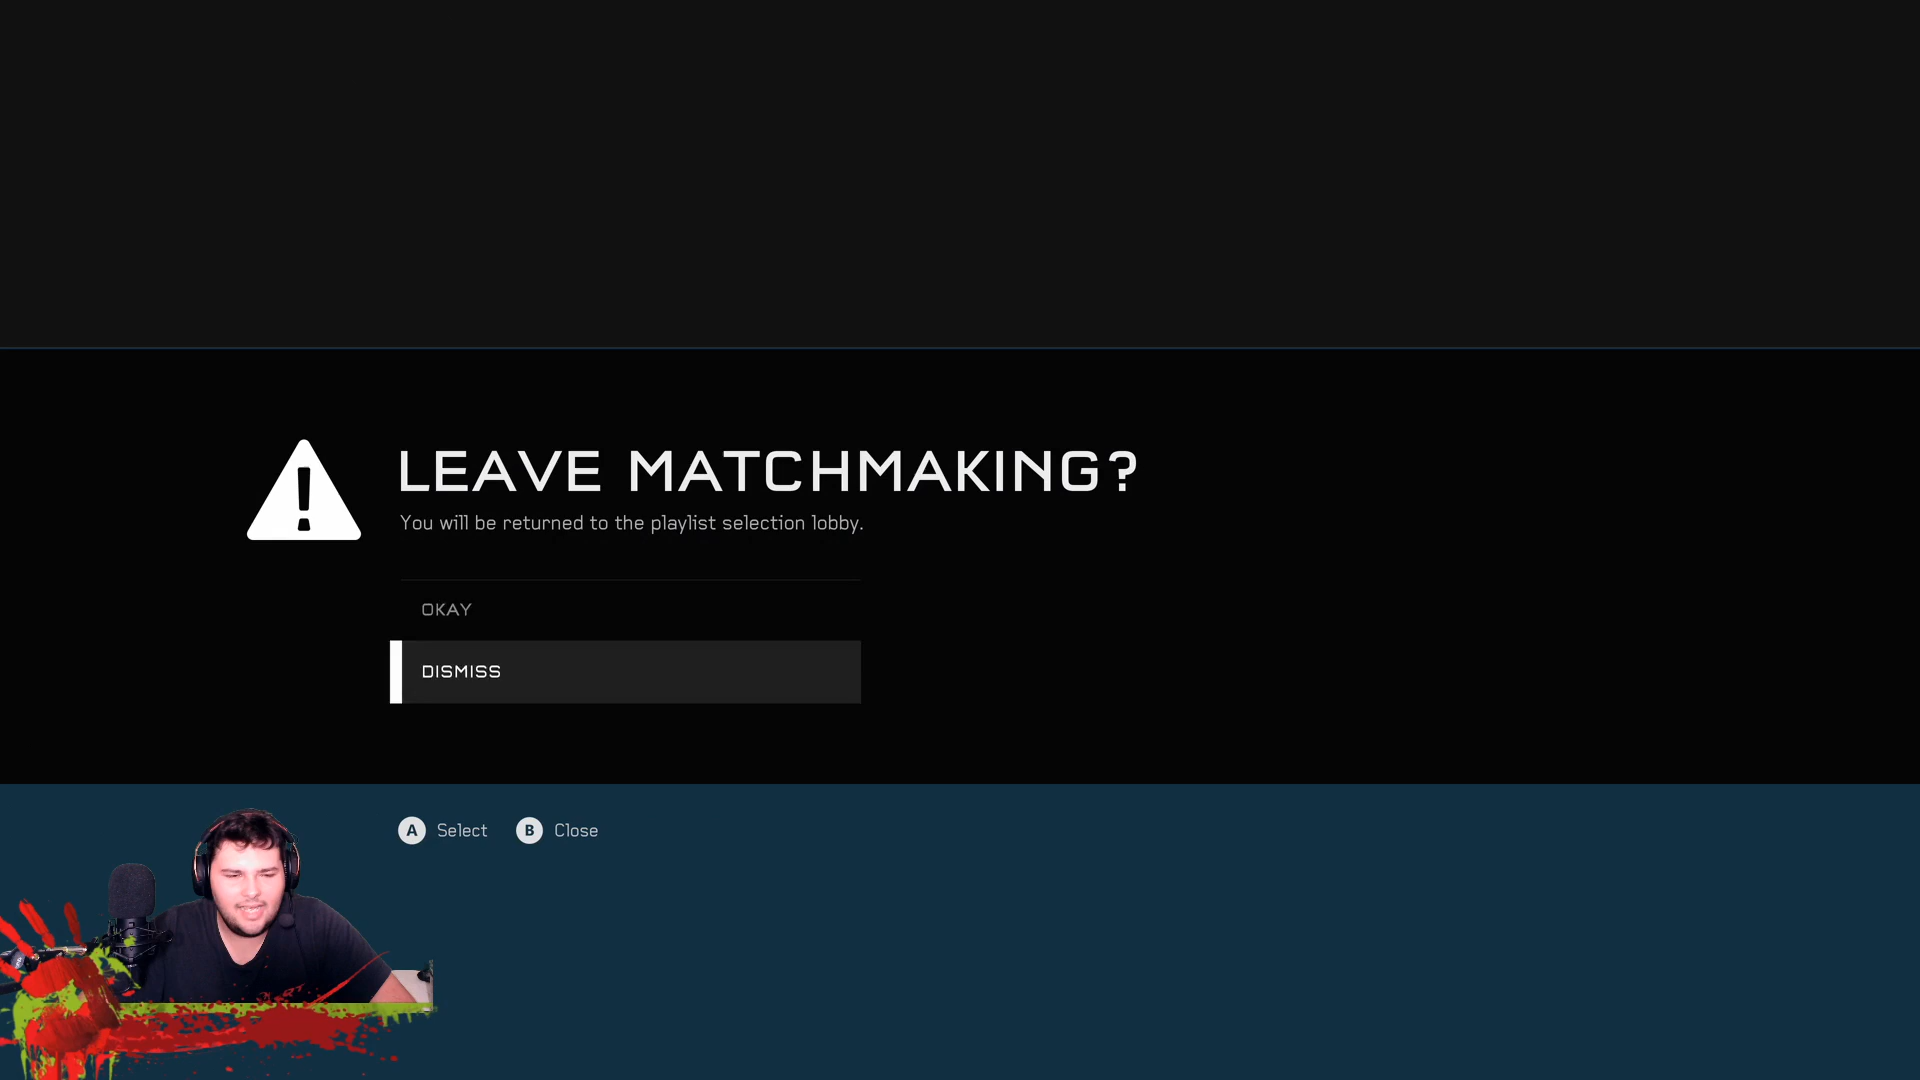 LEAVE MATCHMAKING?
You will be returned to the playlist selection lobby.
OKAY
DISMISS
A Select B Close